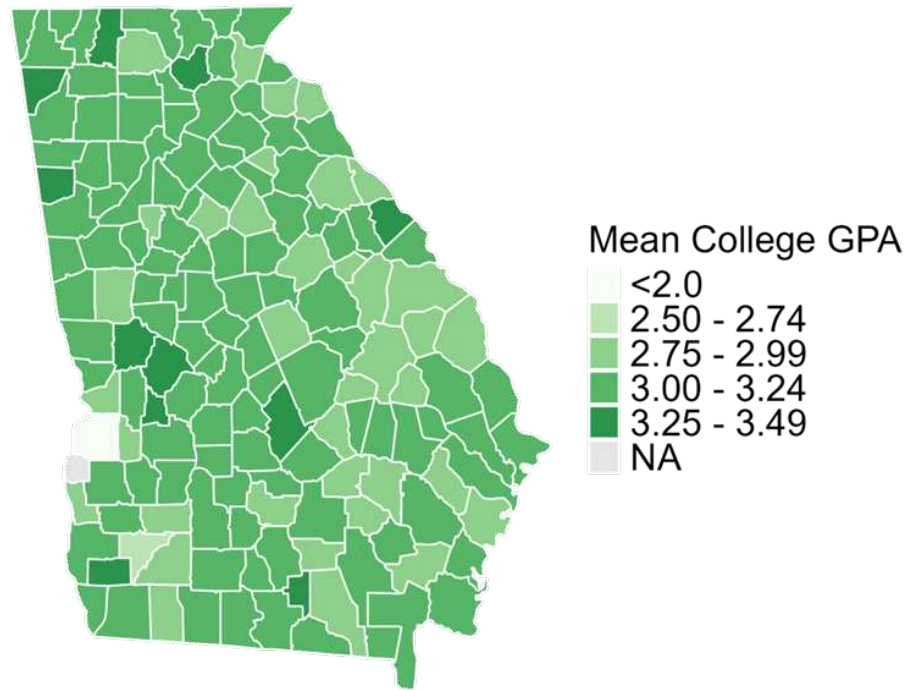 Mean College GPA
<2.0
2.50 - 2.74
2.75 - 2.99
3.00 - 3.24
3.25 - 3.49
NA